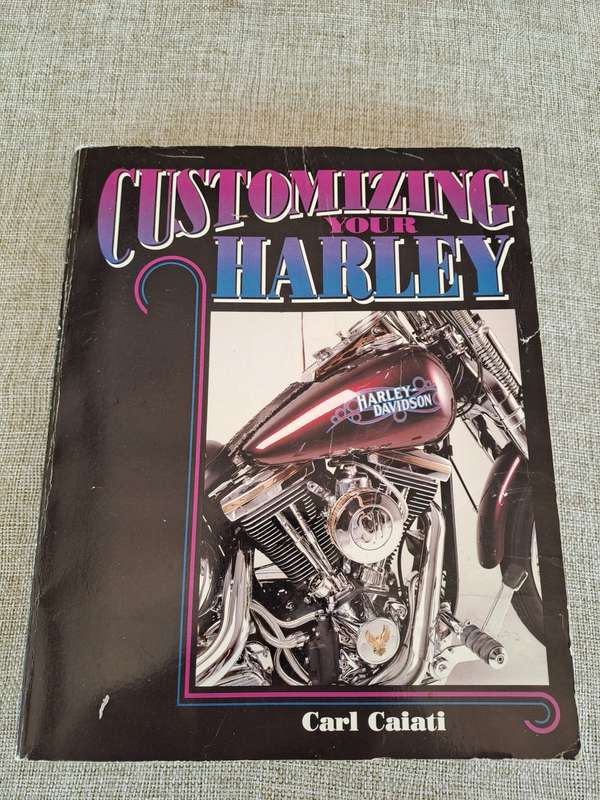 CUSTOMIZING
YOUR
HARLEY
HARLEY-
DAVIDSON
Carl Caiati